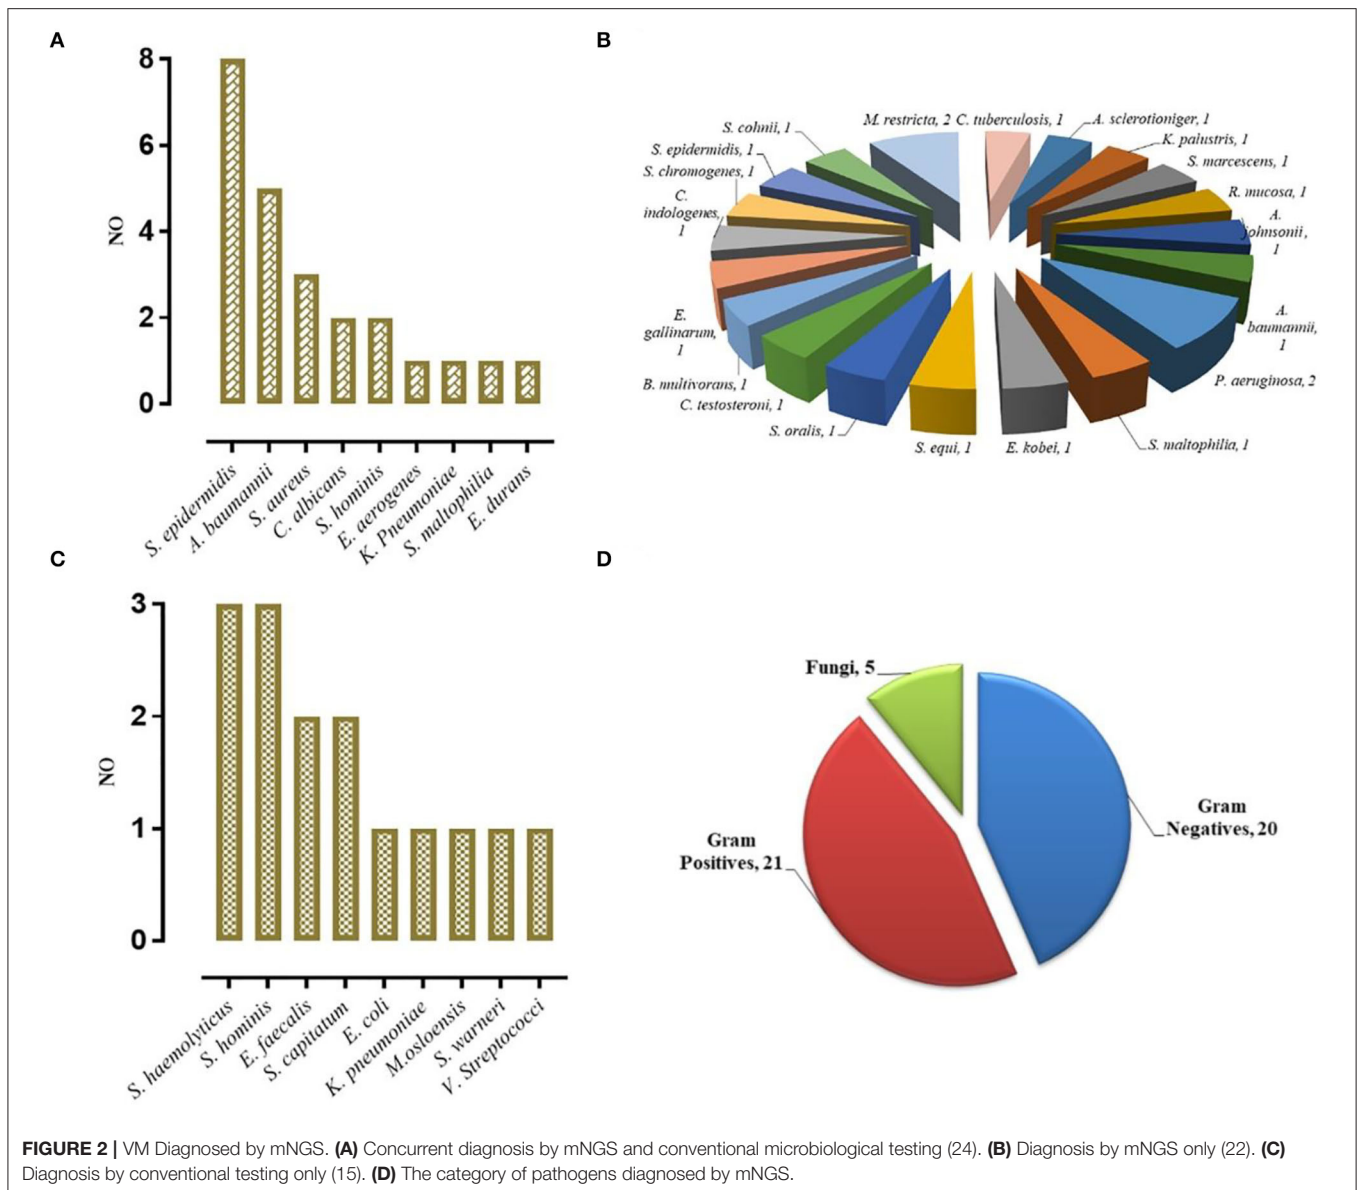 A
8
6
4
2
0
NO
S. epidermidis
A. baumannii
S. aureus
C. albicans
S. hominis
E. aerogenes
K. Pneumoniae
S. maltophilia
E. durans
B
M. restricta, 2
C. tuberculosis, 1
A. sclerotioniger, 1
K. palustris, 1
S. marcescens, 1
R. mucosa, 1
A.
johnsonii,
1
A.
baumannii,
1
P. aeruginosa, 2
S. maltophilia, 1
E. kobei, 1
S. equi, 1
S. oralis, 1
C. testosteroni, 1
B. multivorans, 1
E.
gallinarum,
1
C.
indologenes,
1
S. chromogenes, 1
S. epidermidis, 1
S. cohnii, 1
C
3
2
1
0
NO
S. haemolyticus
S. hominis
E. faecalis
S. capitatum
E. coli
K. pneumoniae
M.osloensis
S. warneri
V. Streptococci
D
Fungi, 5
Gram
Negatives, 20
Gram
Positives, 21
FIGURE 2 | VM Diagnosed by mNGS. (A) Concurrent diagnosis by mNGS and conventional microbiological testing (24). (B) Diagnosis by mNGS only (22). (C)
Diagnosis by conventional testing only (15). (D) The category of pathogens diagnosed by mNGS.